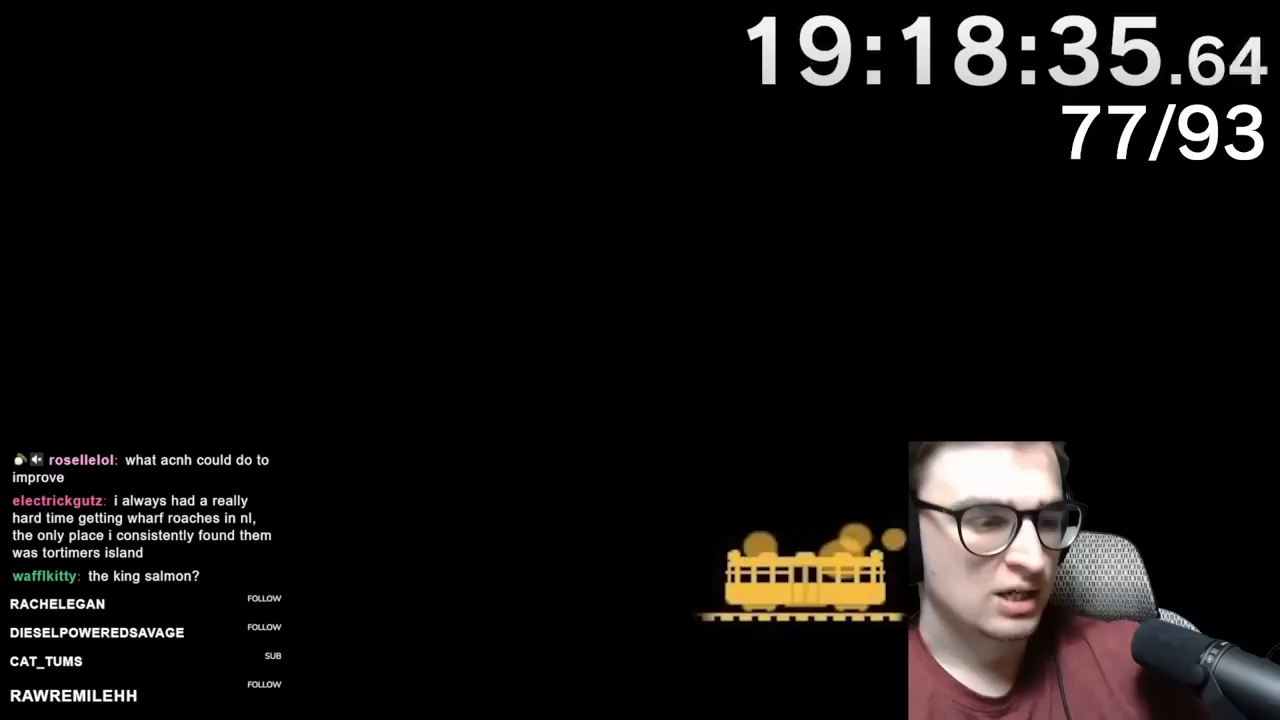 19:18:35.64
77/93
rosellelol: what acnh could do to
improve
electrickgutz: i always had a really
hard time getting wharf roaches in nl,
the only place i consistently found them
was tortimers island
wafflkitty: the king salmon?
RACHELEGAN FOLLOW
DIESELPOWEREDSAVAGE FOLLOW
CAT_TUMS SUB
RAWREMILEHH FOLLOW